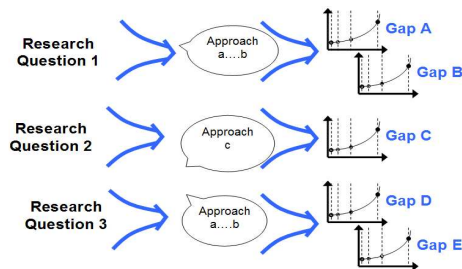 Research
Question 1
Approach
a....b
Gap A
Gap B
Research
Question 2
Approach
c
Gap C
Research
Question 3
Approach
a....b
Gap D
Gap E